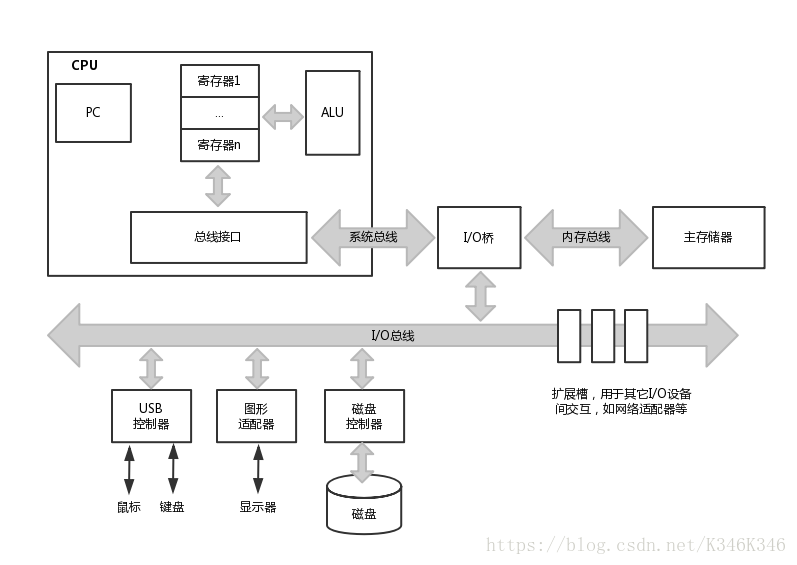 CPU
PC
寄存器1
...
寄存器n
ALU
总线接口
系统总线
I/O桥
内存总线
主存储器
I/O总线
USB
控制器
图形
适配器
磁盘
控制器
扩展槽，用于其它I/O设备
间交互，如网络适配器等
鼠标
键盘
显示器
磁盘
https://blog.csdn.net/K346K346